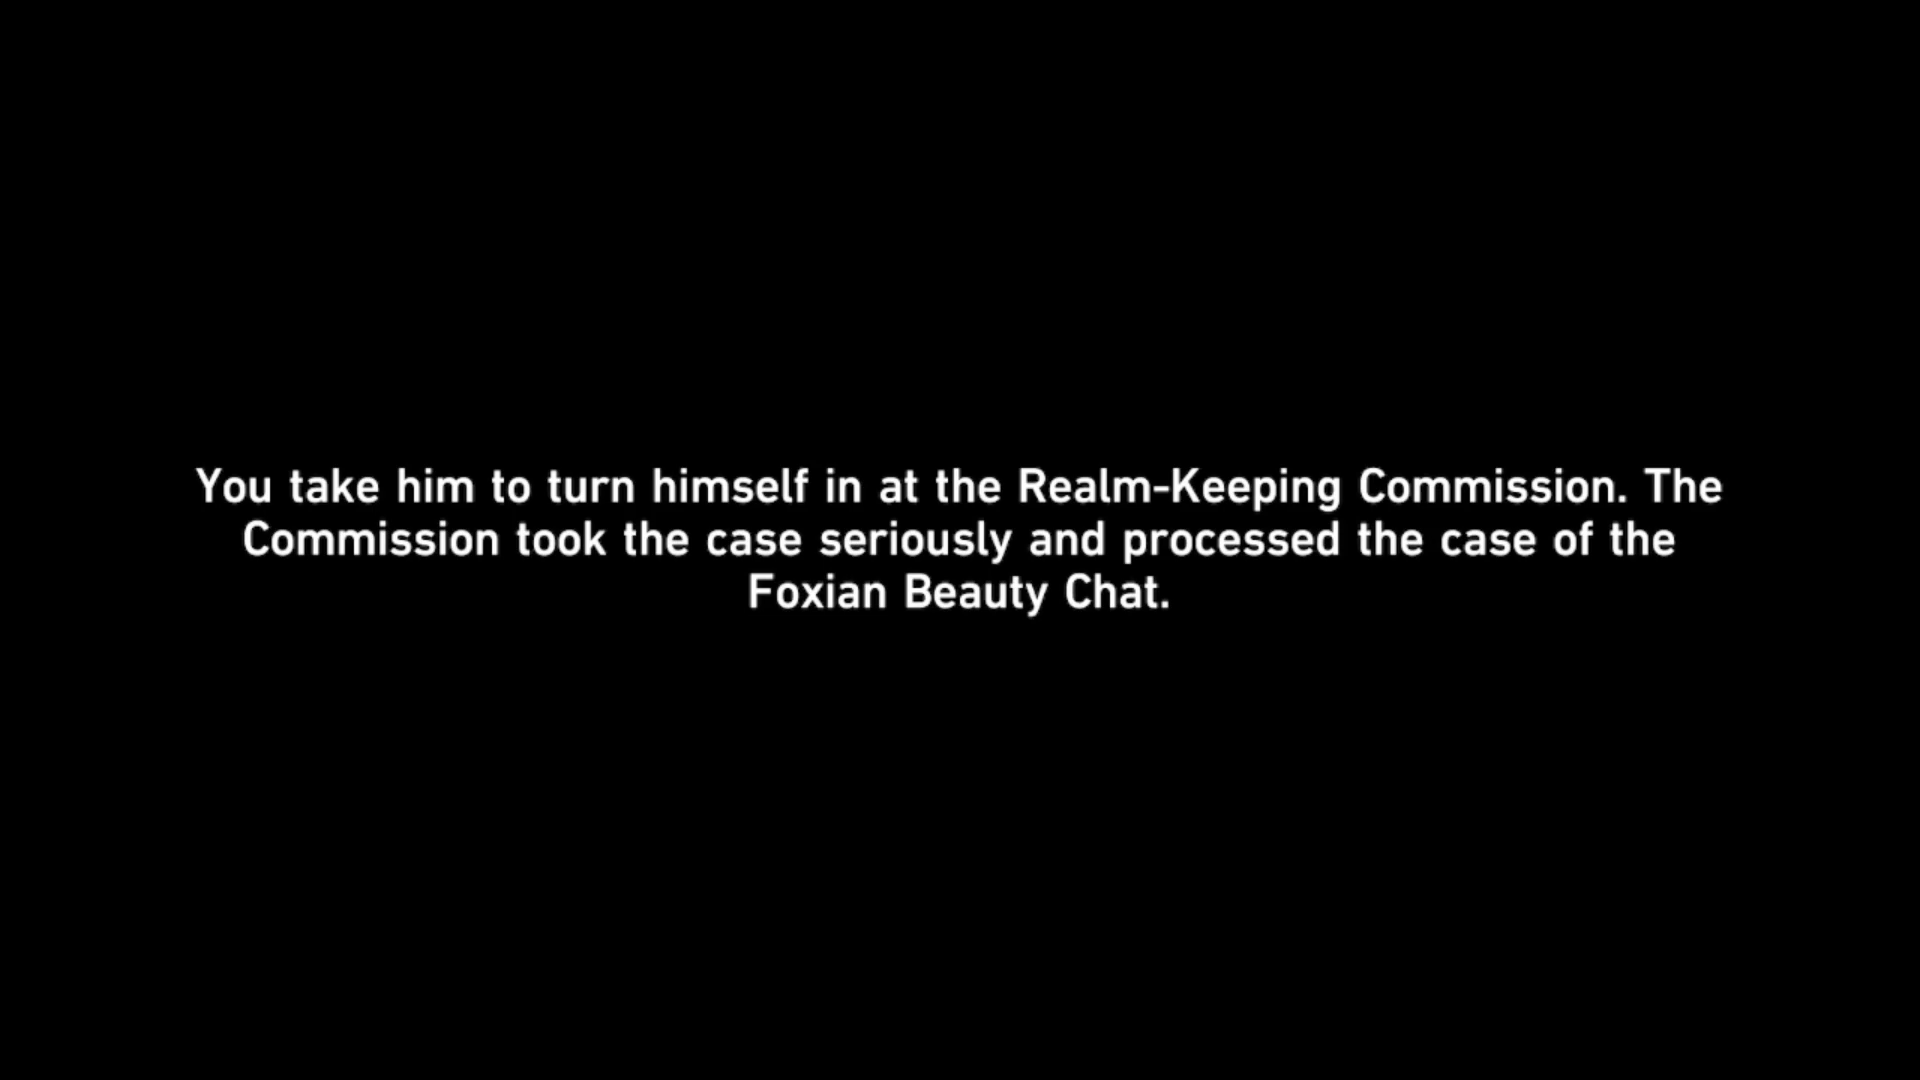 You take him to turn himself in at the Realm-Keeping Commission. The
Commission took the case seriously and processed the case of the
Foxian Beauty Chat.